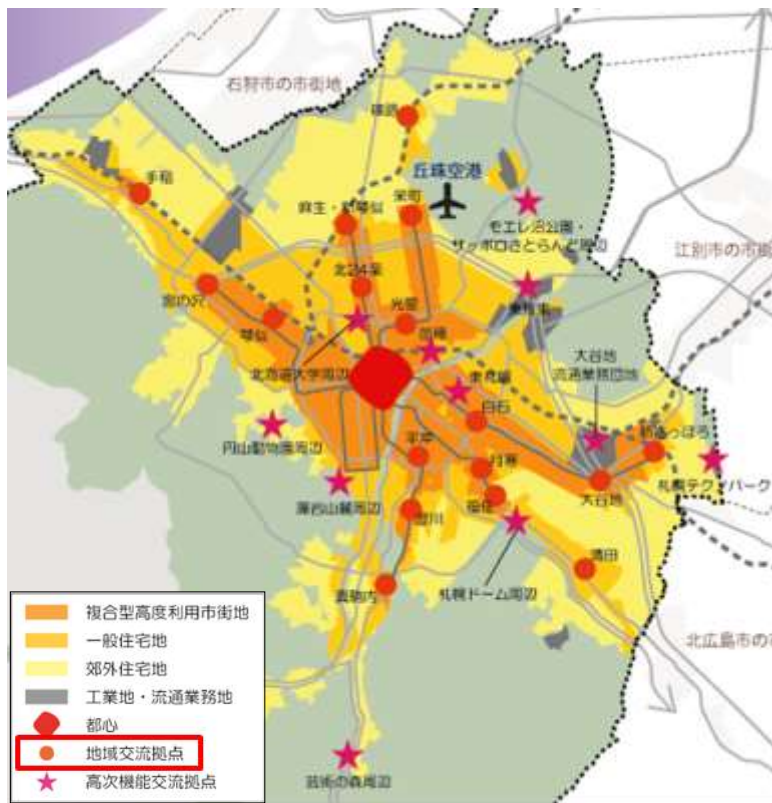 石狩市の市街地
篠路
丘珠空港
手稲
麻生・新琴似
栄町
モエレ沼公園・
サッポロさとらんど周辺
江別市の市街
北24条
宮の沢
光星
苗穂
琴似
大谷地
流通業務団地
北海道大学周辺
東札幌
白石
新さっぽろ
円山動物園周辺
平岸
月寒
札幌テクノパーク
藻岩山麓周辺
福住
大谷地
澄川
清田
真駒内
札幌ドーム周辺
北広島市の市
芸術の森周辺
複合型高度利用市街地
一般住宅地
郊外住宅地
工業地・流通業務地
都心
地域交流拠点
高次機能交流拠点